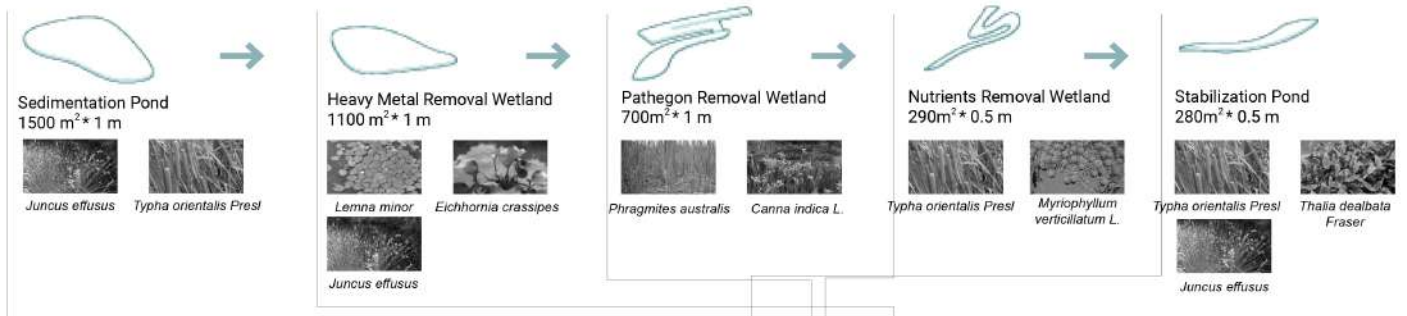 Sedimentation Pond
1500 m² * 1 m
Juncus effusus
Typha orientalis Presl
Heavy Metal Removal Wetland
1100 m² * 1 m
Lemna minor
Eichhornia crassipes
Juncus effusus
Pathegon Removal Wetland
700m² * 1 m
Phragmites australis
Canna indica L.
Nutrients Removal Wetland
290m² * 0.5 m
Typha orientalis Presl
Myriophyllum
verticillatum L.
Stabilization Pond
280m² * 0.5 m
Typha orientalis Presl
Thalia dealbata
Fraser
Juncus effusus